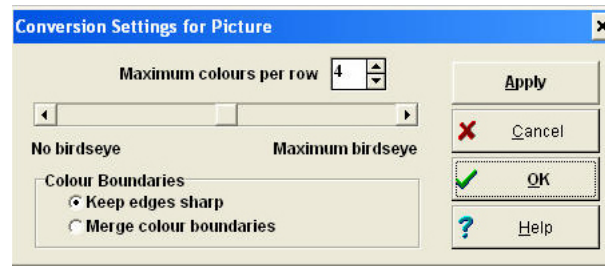 Conversion Settings for Picture
Maximum colours per row 4
Apply
Cancel
No birdseye Maximum birdseye
Colour Boundaries
OK
Keep edges sharp
Merge colour boundaries
? Help